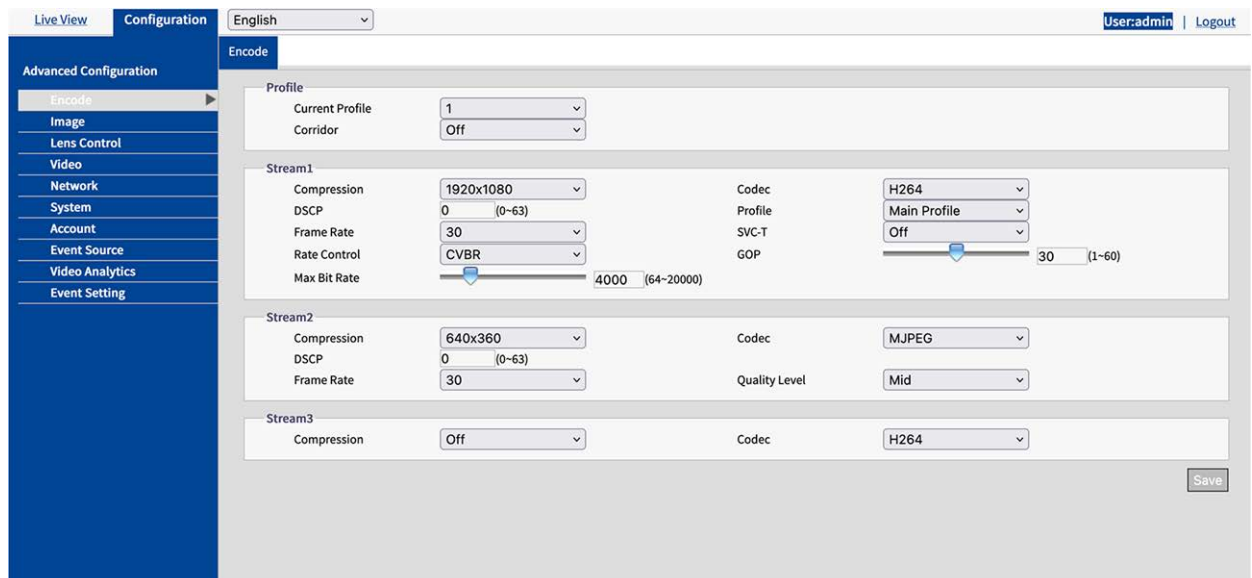 Live View Configuration English User:admin | Logout
Encode
Advanced Configuration
Encode
Image
Lens Control
Video
Network
System
Account
Event Source
Video Analytics
Event Setting
Profile
Current Profile 1
Corridor Off
Stream1
Compression 1920x1080 Codec H264
DSCP 0 (0~63) Profile Main Profile
Frame Rate 30 SVC-T Off
Rate Control CVBR GOP 30 (1~60)
Max Bit Rate 4000 (64~20000)
Stream2
Compression 640x360 Codec MJPEG
DSCP 0 (0~63)
Frame Rate 30 Quality Level Mid
Stream3
Compression Off Codec H264
Save